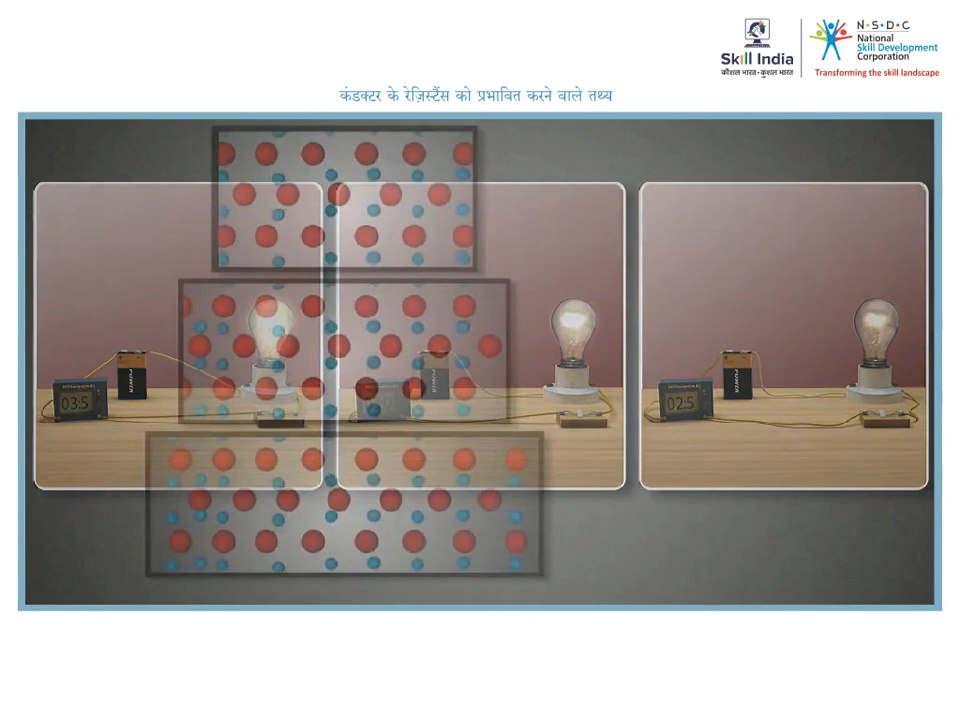 Skill India
कौशल भारत-कुशल भारत
N·S·D·C
National
Skill Development
Corporation
Transforming the skill landscape
कंडक्टर के रेज़िस्टैंस को प्रभावित करने वाले तथ्य
POWER
03:5
POWER
POWER
02:5